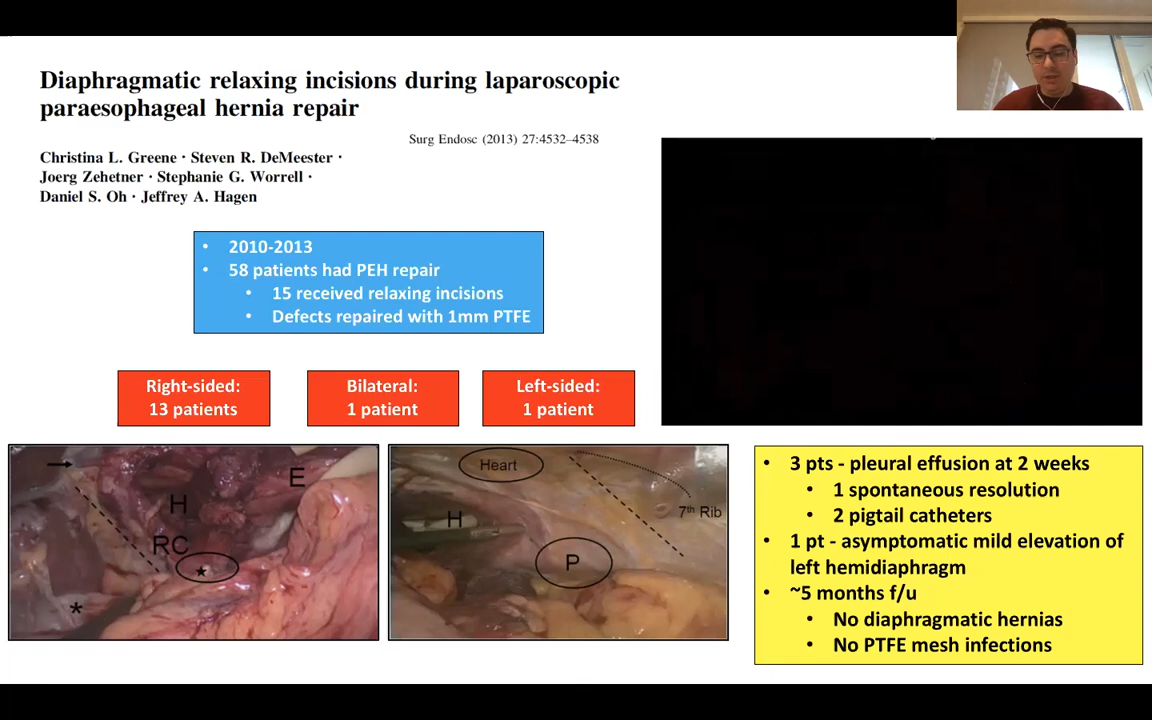 Diaphragmatic relaxing incisions during laparoscopic
paraesophageal hernia repair
Surg Endosc (2013) 27:4532–4538
Christina L. Greene · Steven R. DeMeester ·
Joerg Zehetner · Stephanie G. Worrell ·
Daniel S. Oh · Jeffrey A. Hagen
• 2010-2013
• 58 patients had PEH repair
• 15 received relaxing incisions
• Defects repaired with 1mm PTFE
Right-sided:
13 patients
Bilateral:
1 patient
Left-sided:
1 patient
E
H
RC
★
*
Heart
H
7th Rib
P
• 3 pts - pleural effusion at 2 weeks
• 1 spontaneous resolution
• 2 pigtail catheters
• 1 pt - asymptomatic mild elevation of
left hemidiaphragm
• ~5 months f/u
• No diaphragmatic hernias
• No PTFE mesh infections